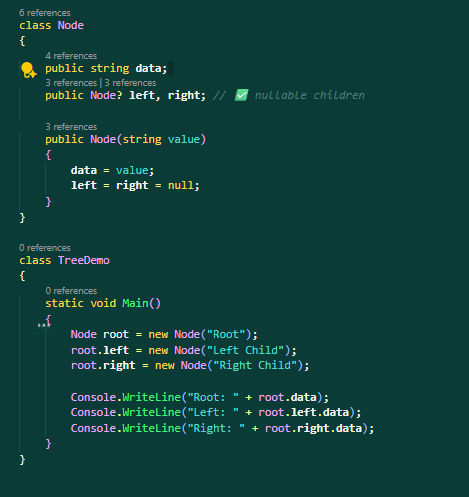 6 references
class Node
{
4 references
public string data;
3 references | 3 references
public Node? left, right; // ✅ nullable children
3 references
public Node(string value)
{
data = value;
left = right = null;
}
}
0 references
class TreeDemo
{
0 references
static void Main()
{
Node root = new Node("Root");
root.left = new Node("Left Child");
root.right = new Node("Right Child");
Console.WriteLine("Root: " + root.data);
Console.WriteLine("Left: " + root.left.data);
Console.WriteLine("Right: " + root.right.data);
}
}